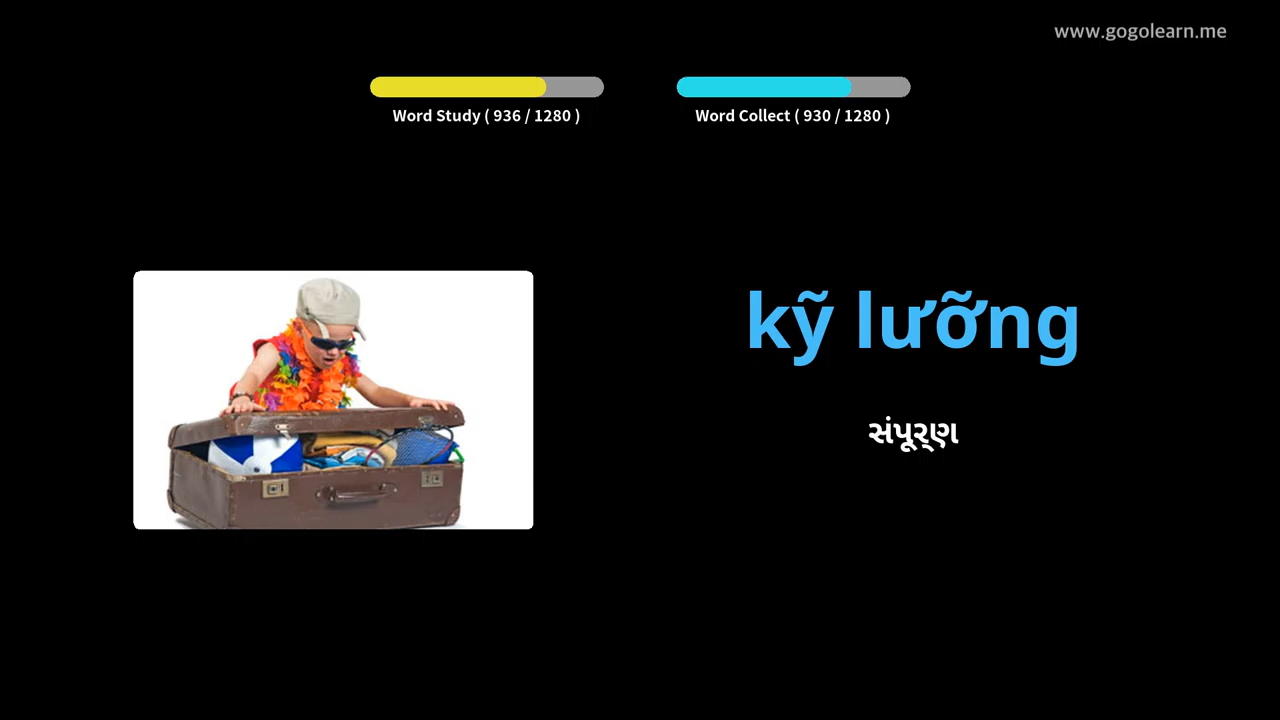 www.gogolearn.me
Word Study ( 936 / 1280 )
Word Collect ( 930 / 1280 )
kỹ lưỡng
સંપૂર્ણ